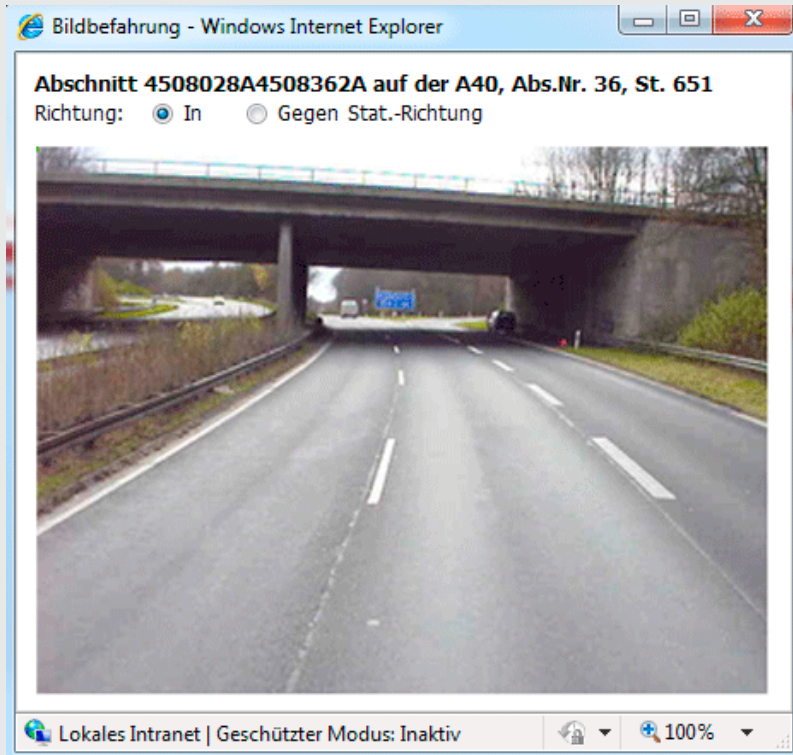 Bildbefahrung - Windows Internet Explorer
Abschnitt 4508028A4508362A auf der A40, Abs.Nr. 36, St. 651
Richtung: In Gegen Stat.-Richtung
Lokales Intranet | Geschützter Modus: Inaktiv 100%